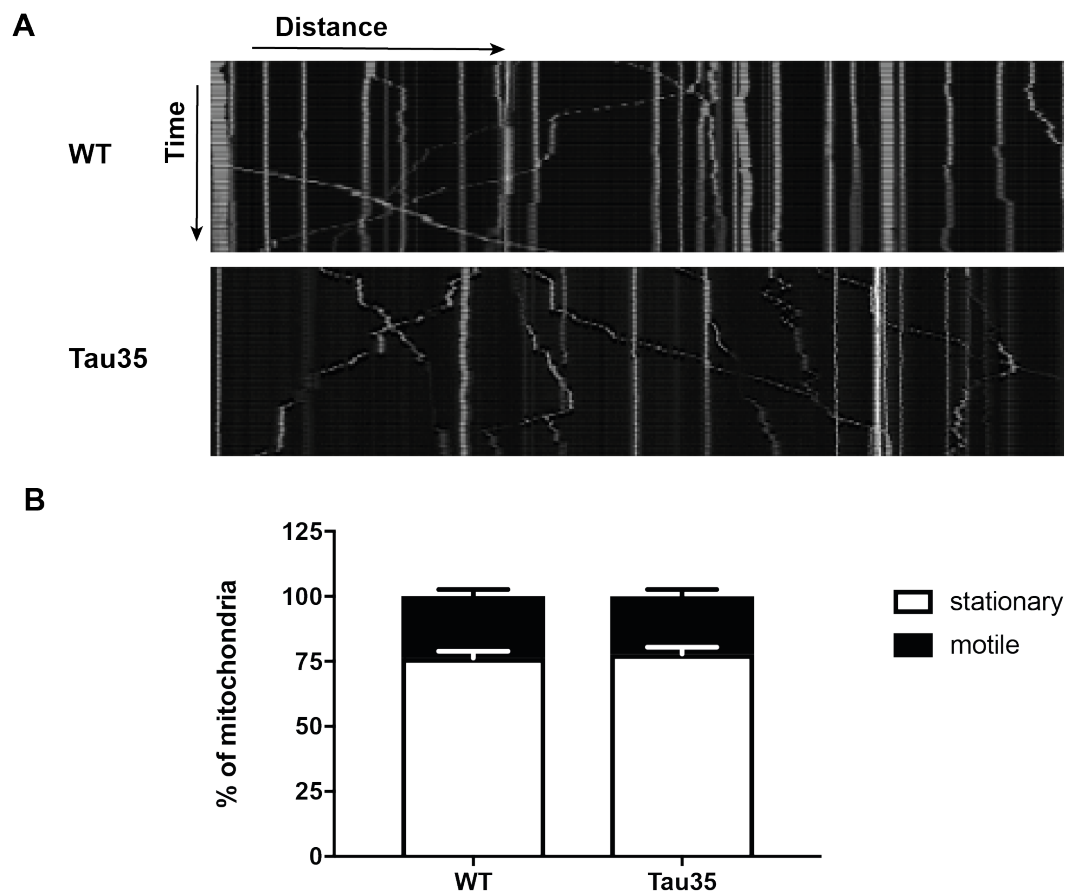 A
Distance
Time
WT
Tau35
B
% of mitochondria
125
100
75
50
25
0
WT
Tau35
stationary
motile